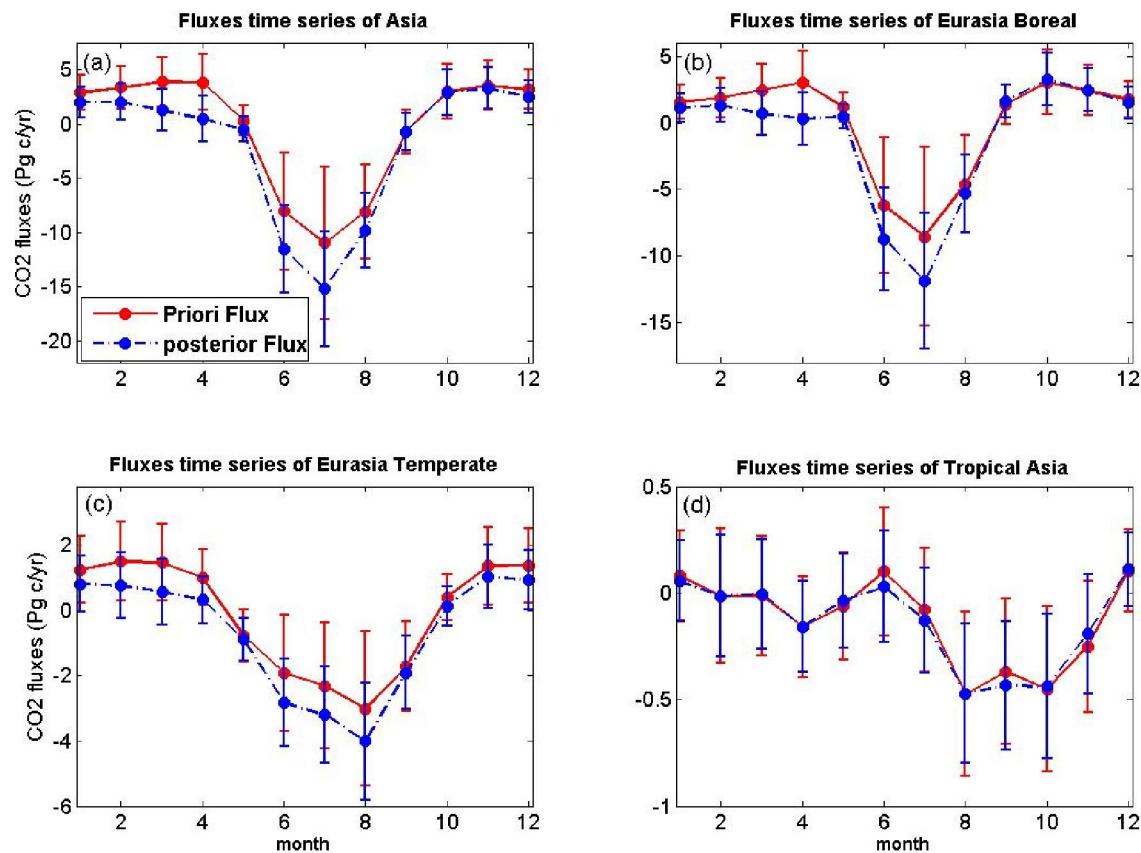 Fluxes time series of Asia
(a)
5
0
-5
-10
-15
-20
CO2 fluxes (Pg c/yr)
Priori Flux
posterior Flux
2 4 6 8 10 12
month
Fluxes time series of Eurasia Boreal
(b)
5
0
-5
-10
-15
2 4 6 8 10 12
month
Fluxes time series of Eurasia Temperate
(c)
2
0
-2
-4
-6
CO2 fluxes (Pg c/yr)
2 4 6 8 10 12
month
Fluxes time series of Tropical Asia
(d)
0.5
0
-0.5
-1
2 4 6 8 10 12
month